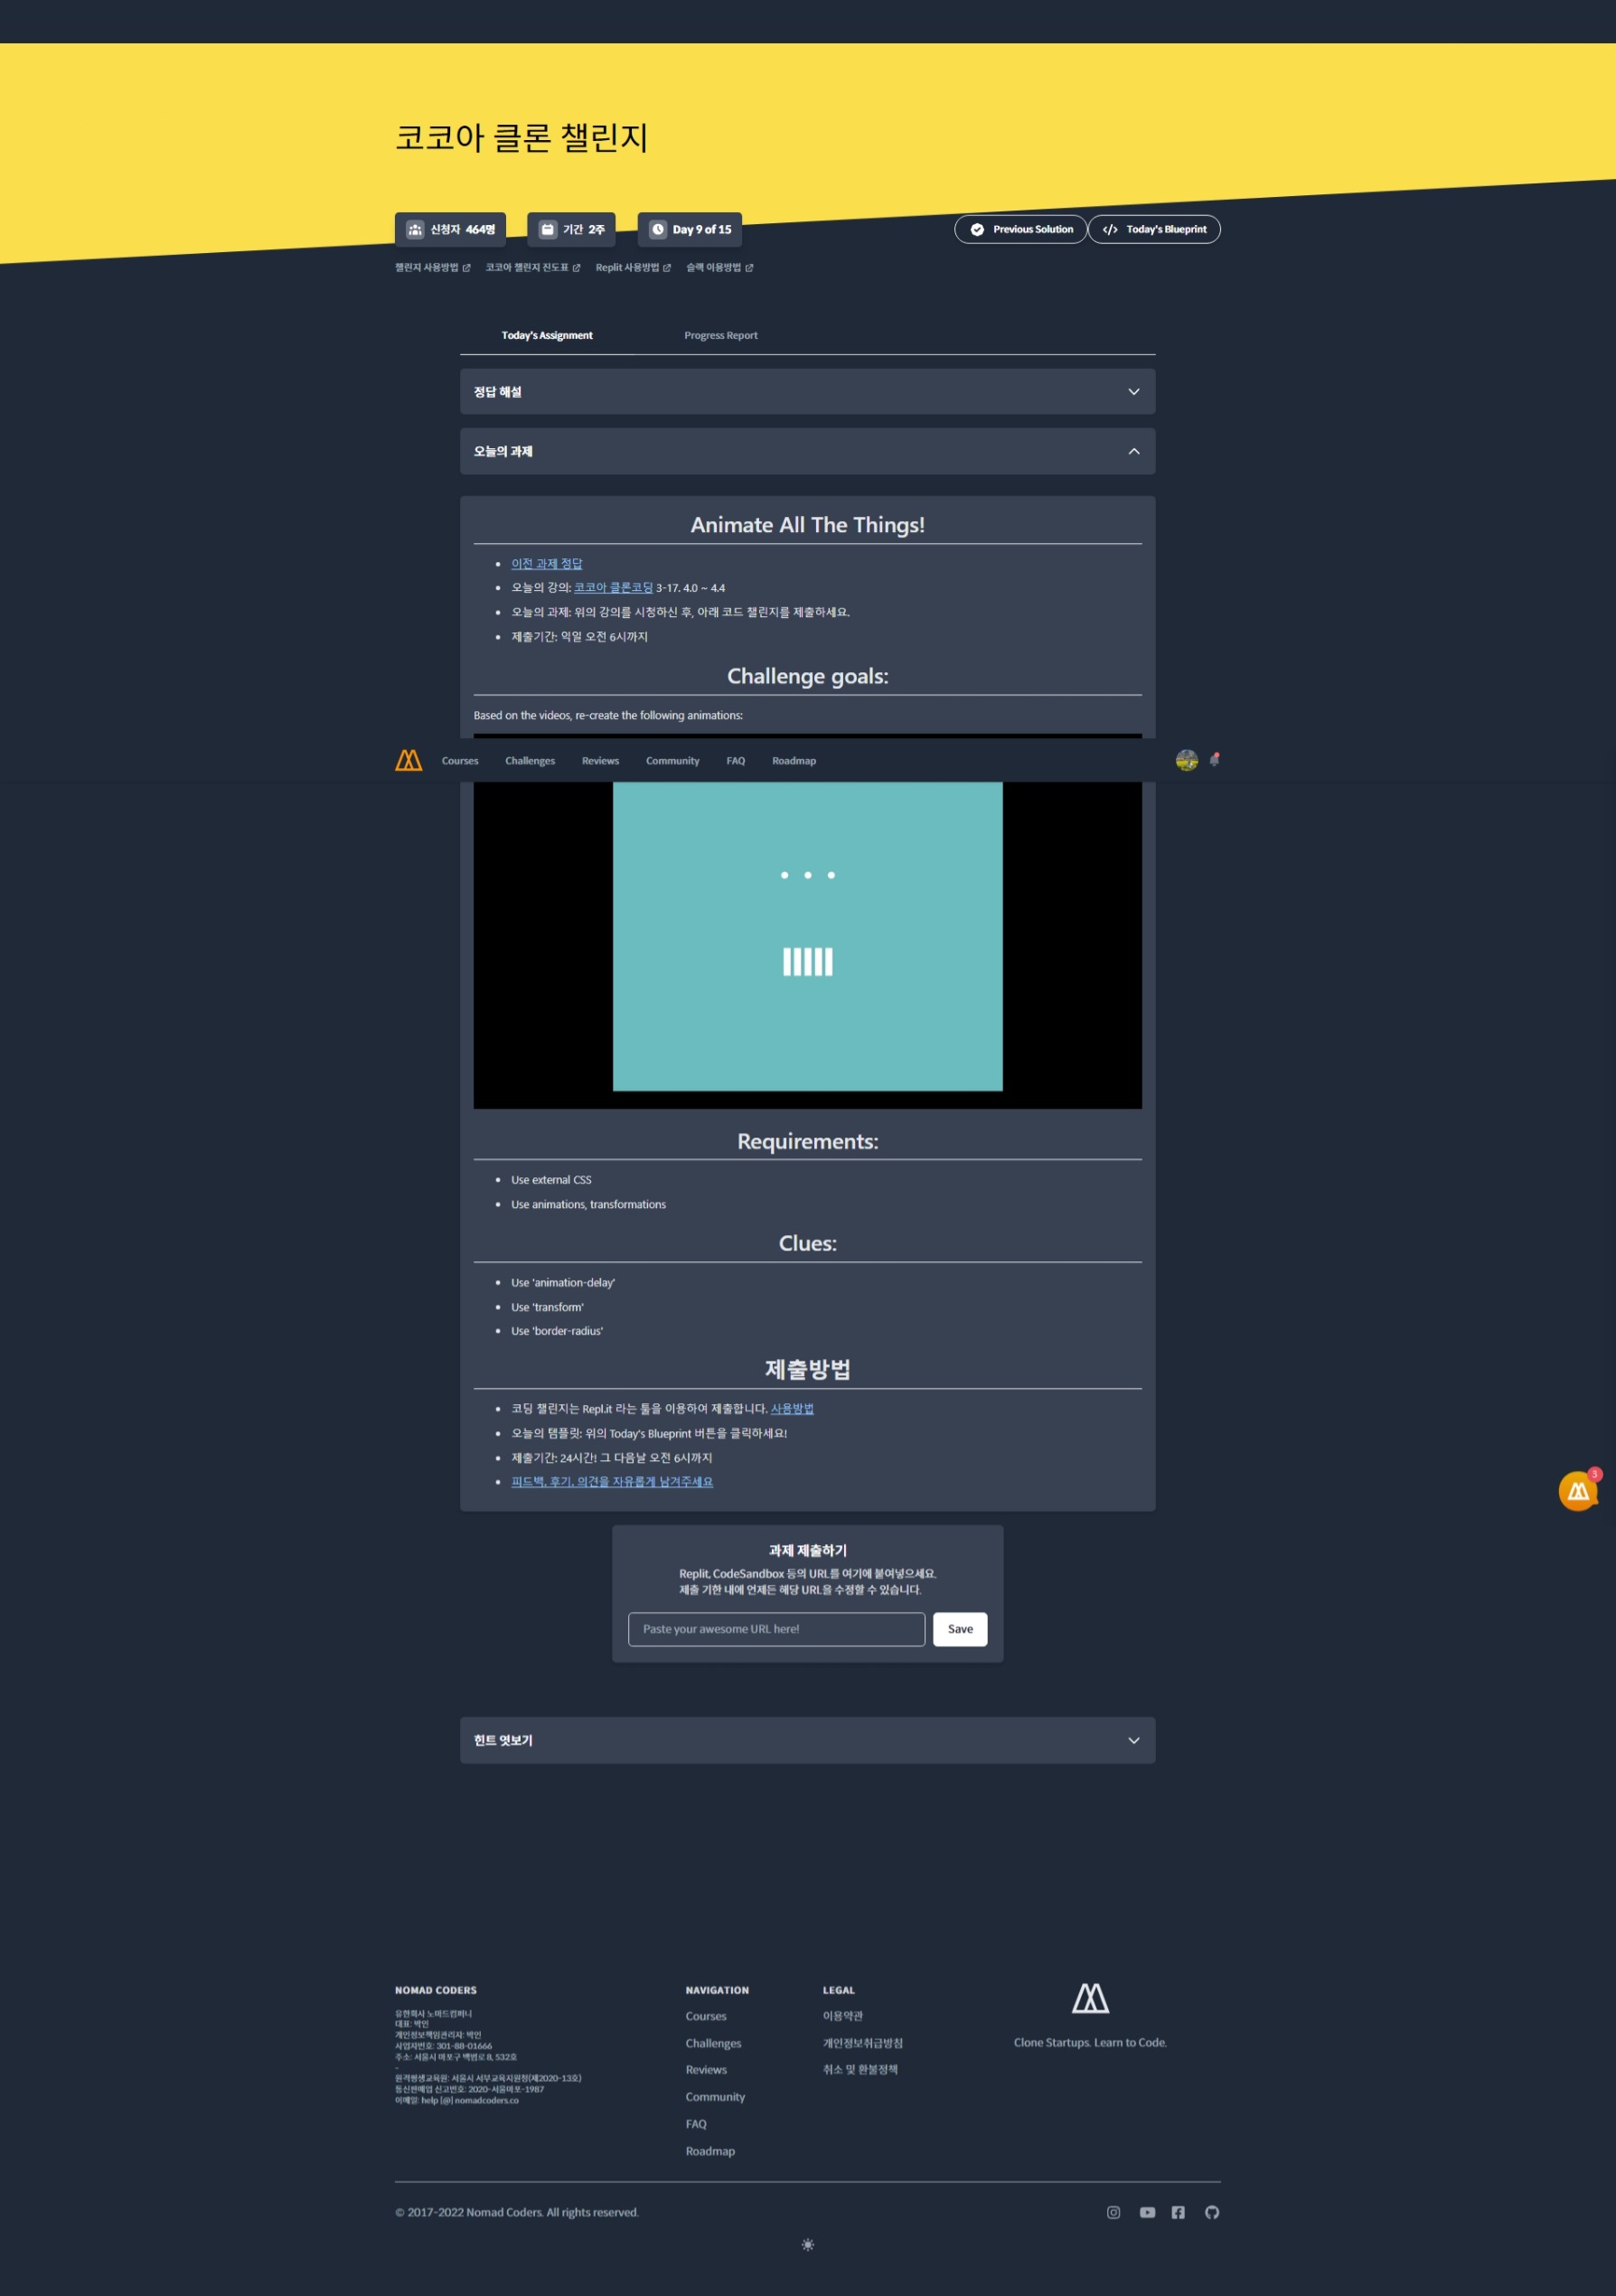 코코아 클론 챌린지
신청자 464명
기간 2주
Day 9 of 15
Previous Solution
Today's Blueprint
챌린지 사용방법
코코아 챌린지 진도표
Replit 사용방법
슬랙 이용방법
Today's Assignment
Progress Report
정답 해설
오늘의 과제
Animate All The Things!
이전 과제 정답
오늘의 강의: 코코아 클론코딩 3-17. 4.0 ~ 4.4
오늘의 과제: 위의 강의를 시청하신 후, 아래 코드 챌린지를 제출하세요.
제출기간: 익일 오전 6시까지
Challenge goals:
Based on the videos, re-create the following animations:
Courses
Challenges
Reviews
Community
FAQ
Roadmap
Requirements:
Use external CSS
Use animations, transformations
Clues:
Use 'animation-delay'
Use 'transform'
Use 'border-radius'
제출방법
코딩 챌린지는 Repl.it 라는 툴을 이용하여 제출합니다. 사용방법
오늘의 템플릿: 위의 Today's Blueprint 버튼을 클릭하세요!
제출기간: 24시간! 그 다음날 오전 6시까지
피드백, 후기, 의견을 자유롭게 남겨주세요
3
과제 제출하기
Replit, CodeSandbox 등의 URL를 여기에 붙여넣으세요.
제출 기한 내에 언제든 해당 URL을 수정할 수 있습니다.
Paste your awesome URL here!
Save
힌트 엿보기
NOMAD CODERS
유한회사 노마드컴퍼니
대표: 박인
개인정보책임관리자: 박인
사업자번호: 301-88-01666
주소: 서울시 마포구 백범로 8, 532호
-
원격평생교육원: 서울시 서부교육지원청(제2020-13호)
통신판매업 신고번호: 2020-서울마포-1987
이메일: help [@] nomadcoders.co
NAVIGATION
Courses
Challenges
Reviews
Community
FAQ
Roadmap
LEGAL
이용약관
개인정보취급방침
취소 및 환불정책
Clone Startups. Learn to Code.
© 2017-2022 Nomad Coders. All rights reserved.